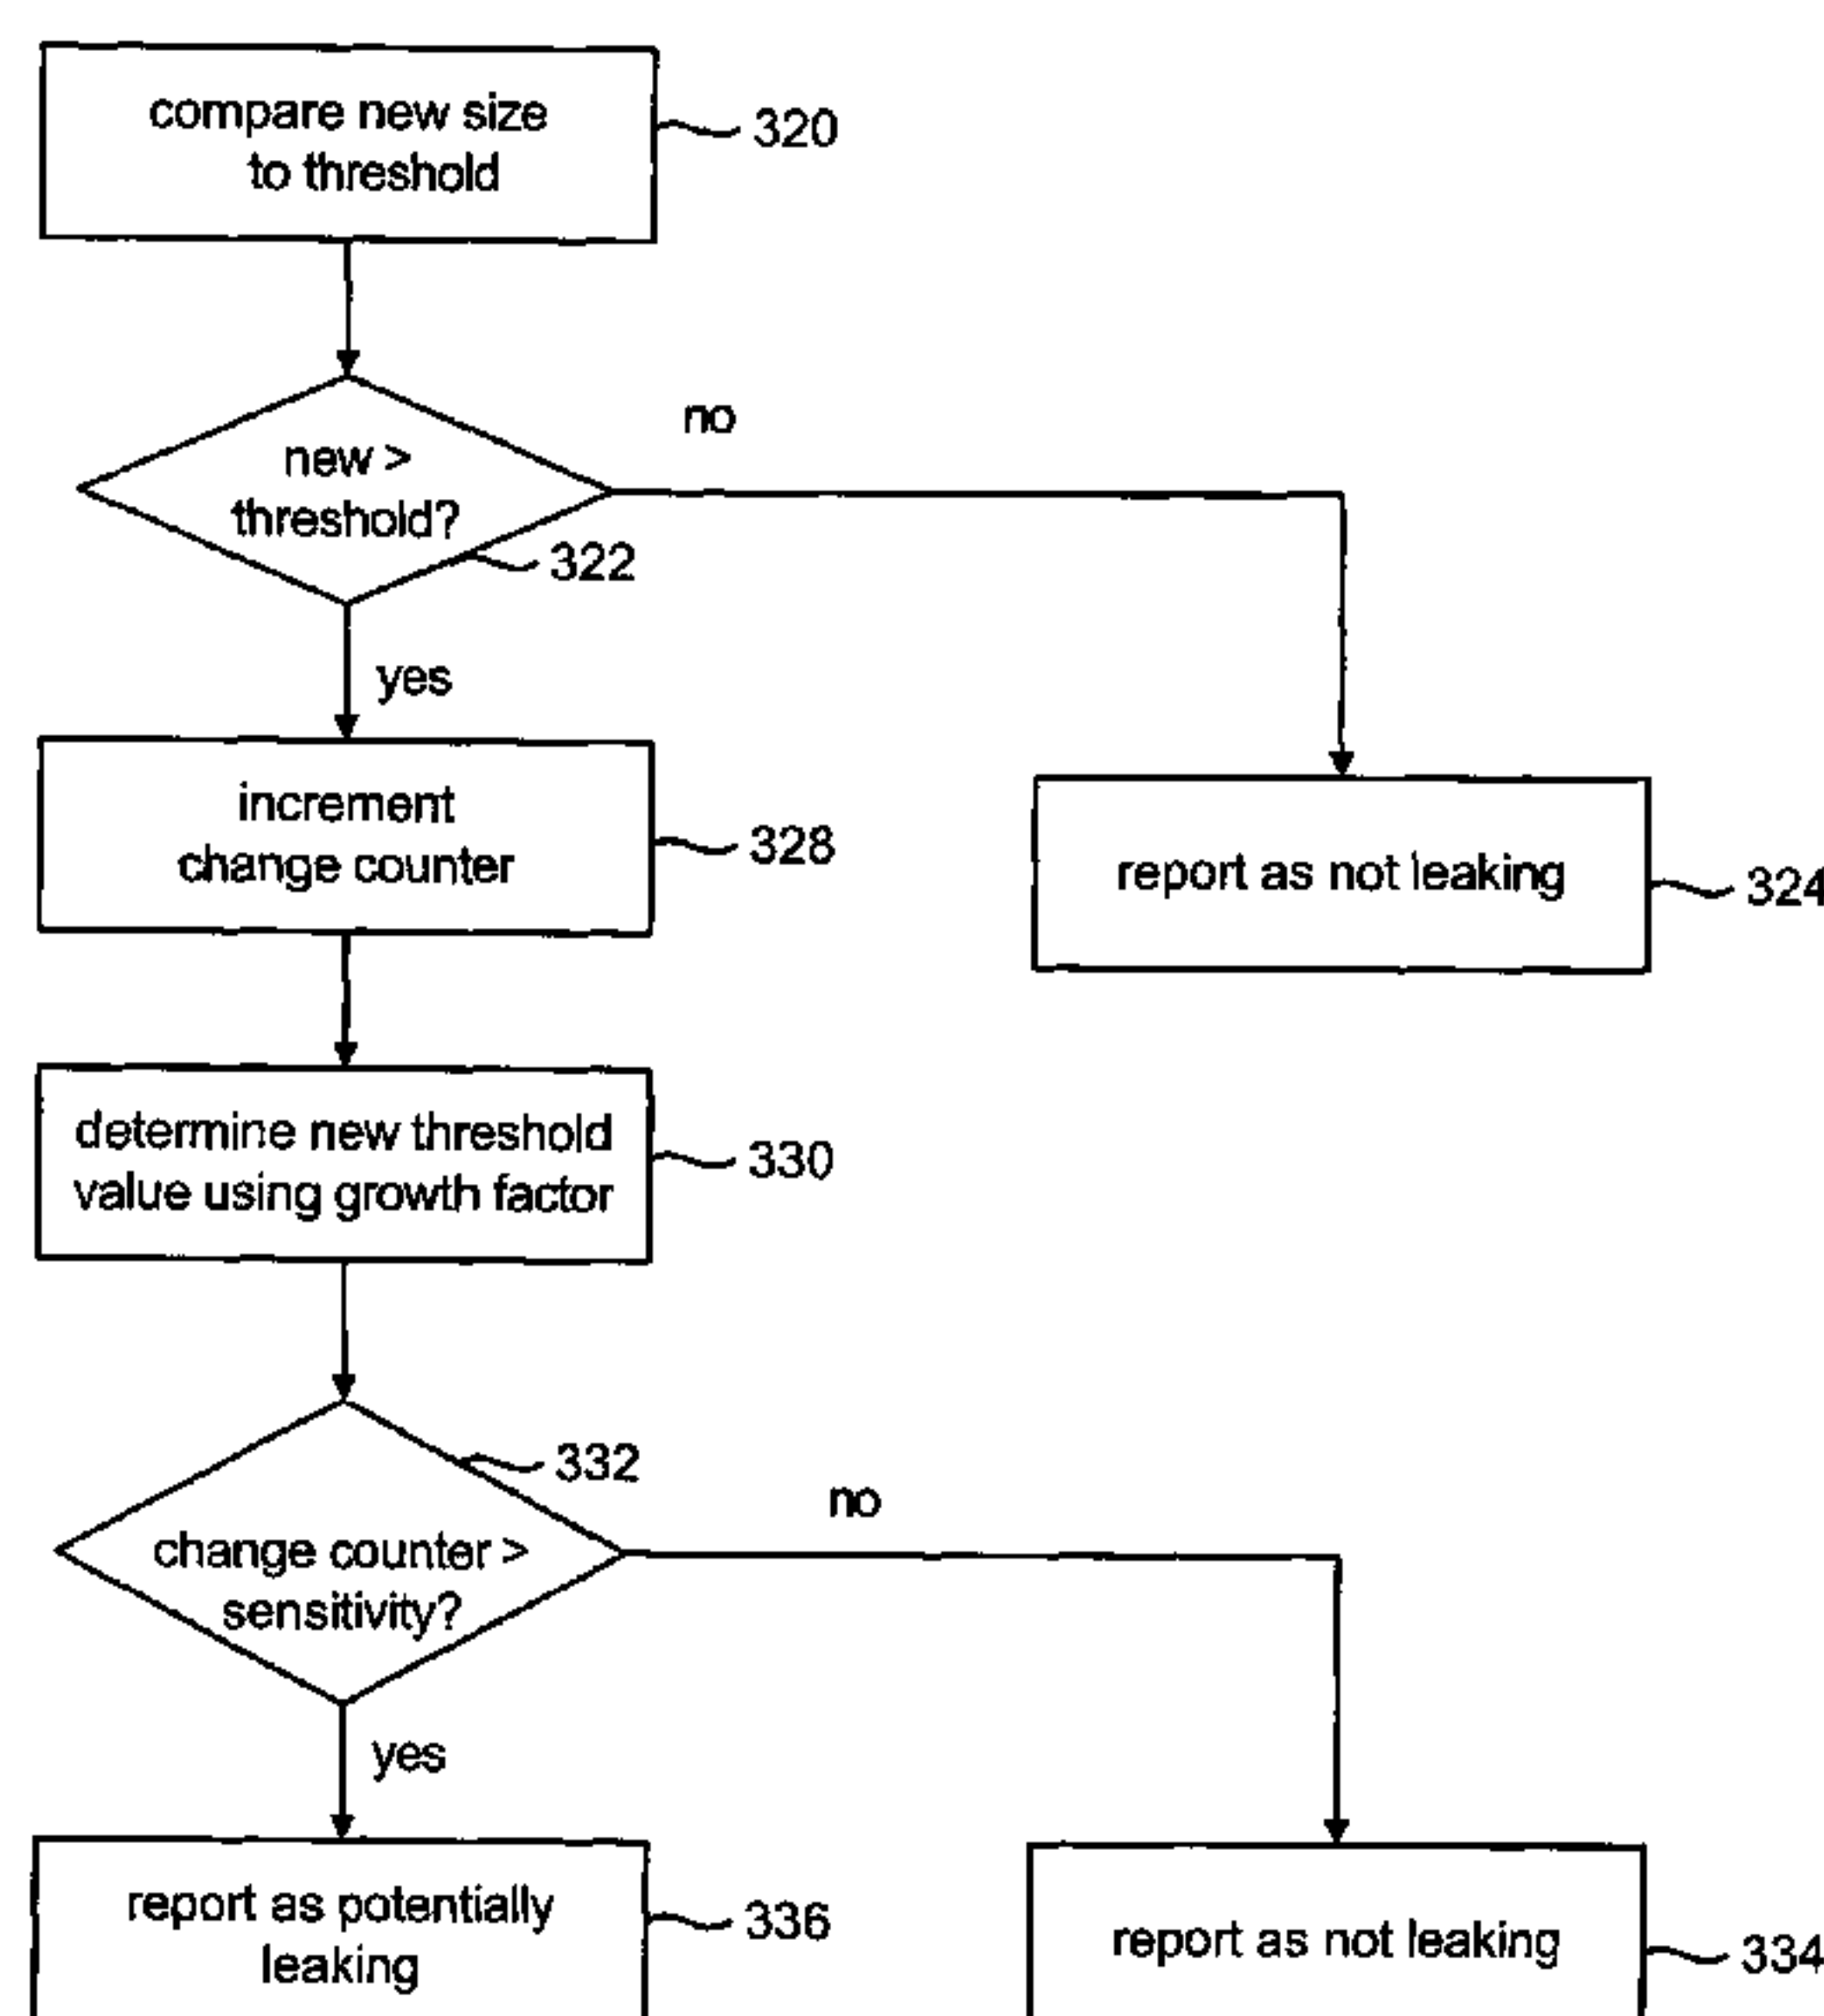 compare new size
to threshold
320
new >
threshold?
322
no
yes
increment
change counter
328
report as not leaking
324
determine new threshold
value using growth factor
330
332
change counter >
sensitivity?
no
yes
report as potentially
leaking
336
report as not leaking
334